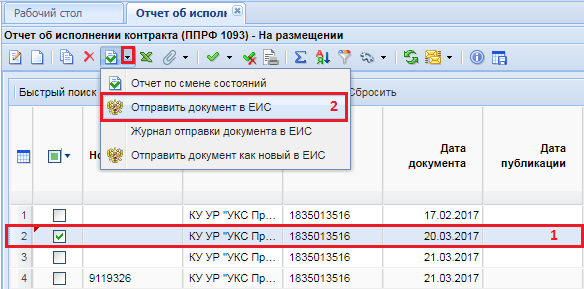 Рабочий стол
Отчет об исполн
Отчет об исполнении контракта (ППРФ 1093) - На размещении
Быстрый поиск
Сбросить
Отчет по смене состояний
Отправить документ в ЕИС 2
Журнал отправки документа в ЕИС
Отправить документ как новый в ЕИС
Но
Дата документа
Дата публикации
1 КУ УР "УКС Пр... 1835013516 17.02.2017
2 КУ УР "УКС Пр... 1835013516 20.03.2017 1
3 КУ УР "УКС Пр... 1835013516 21.03.2017
4 9119326 КУ УР "УКС Пр... 1835013516 21.03.2017